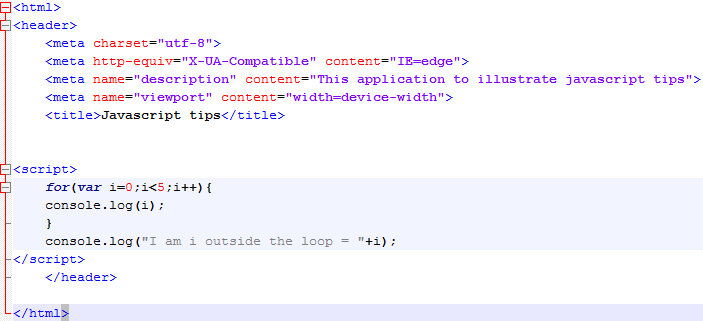 <html>
<header>
<meta charset="utf-8">
<meta http-equiv="X-UA-Compatible" content="IE=edge">
<meta name="description" content="This application to illustrate javascript tips">
<meta name="viewport" content="width=device-width">
<title>Javascript tips</title>
<script>
for(var i=0;i<5;i++){
console.log(i);
}
console.log("I am i outside the loop = "+i);
</script>
</header>
</html>